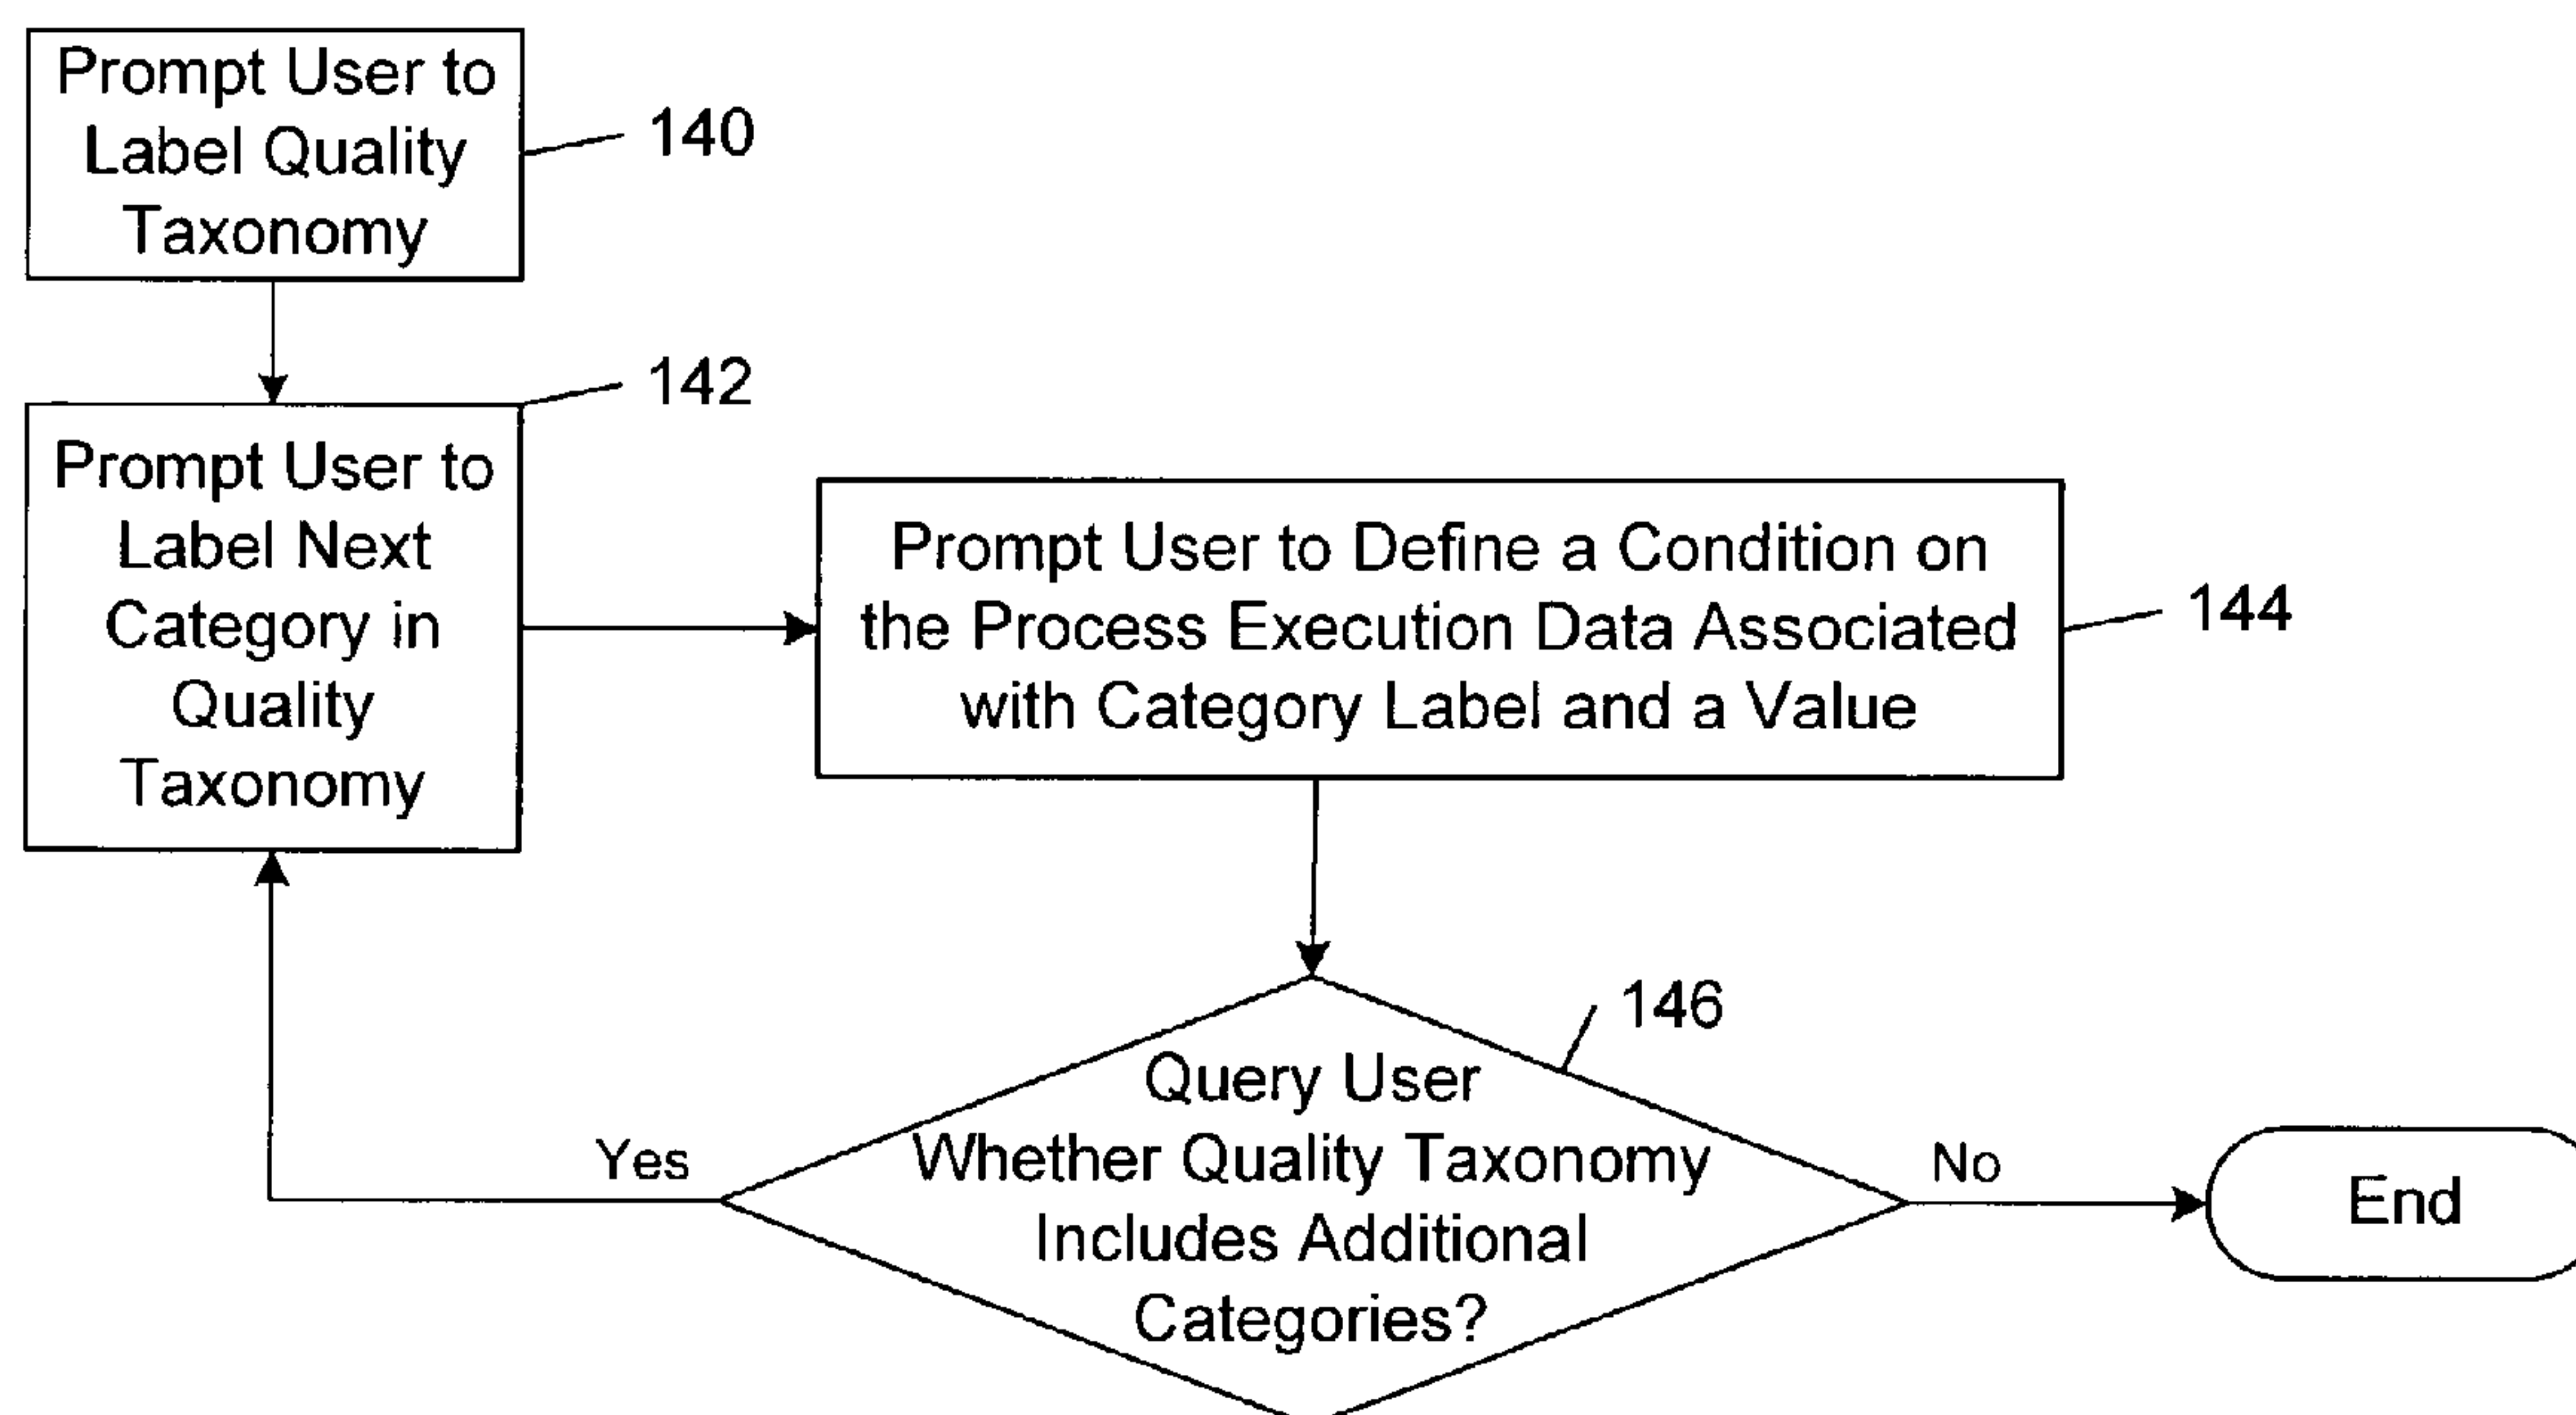 Prompt User to
Label Quality
Taxonomy
140
142
Prompt User to
Label Next
Category in
Quality
Taxonomy
Prompt User to Define a Condition on
the Process Execution Data Associated
with Category Label and a Value
144
146
Query User
Whether Quality Taxonomy
Includes Additional
Categories?
Yes
No
End